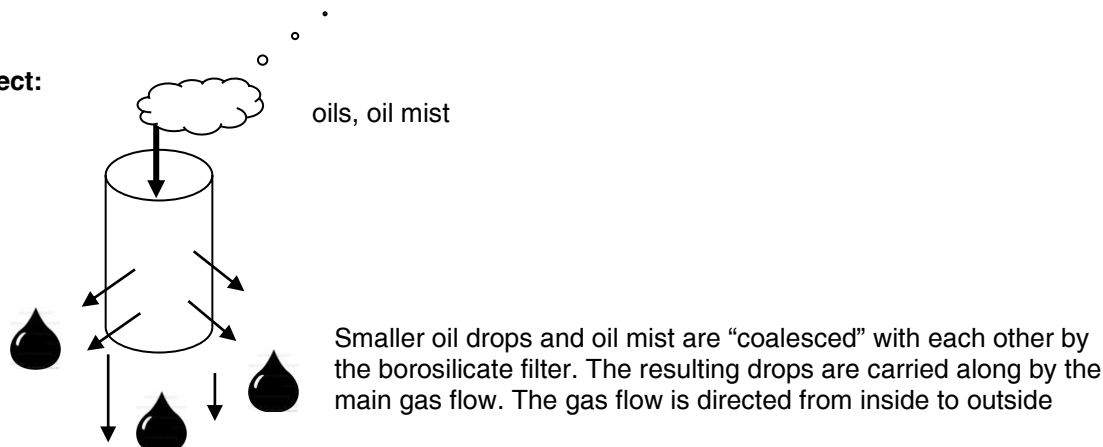 ect:
oils, oil mist
Smaller oil drops and oil mist are “coalesced” with each other by
the borosilicate filter. The resulting drops are carried along by the
main gas flow. The gas flow is directed from inside to outside